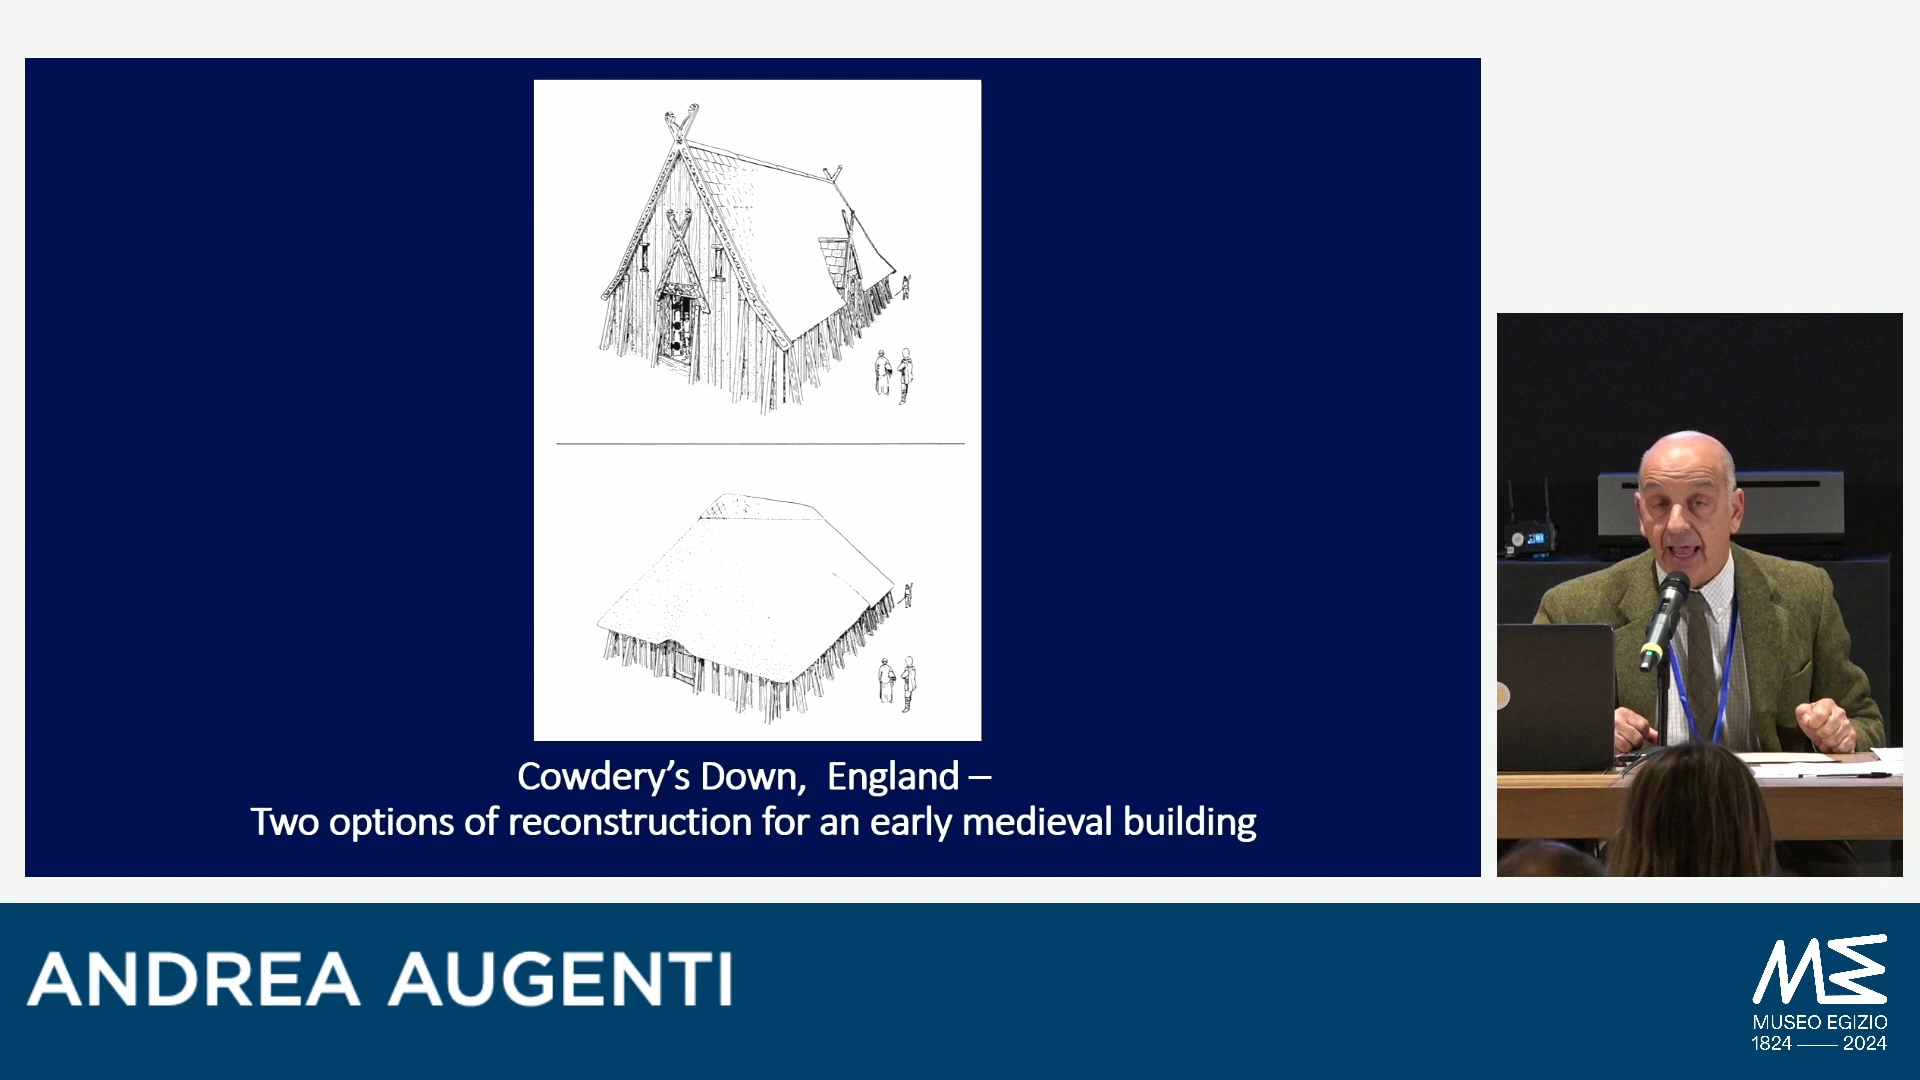 Cowdery’s Down,  England –
Two options of reconstruction for an early medieval building
ANDREA AUGENTI
MUSEO EGIZIO
1824 — 2024